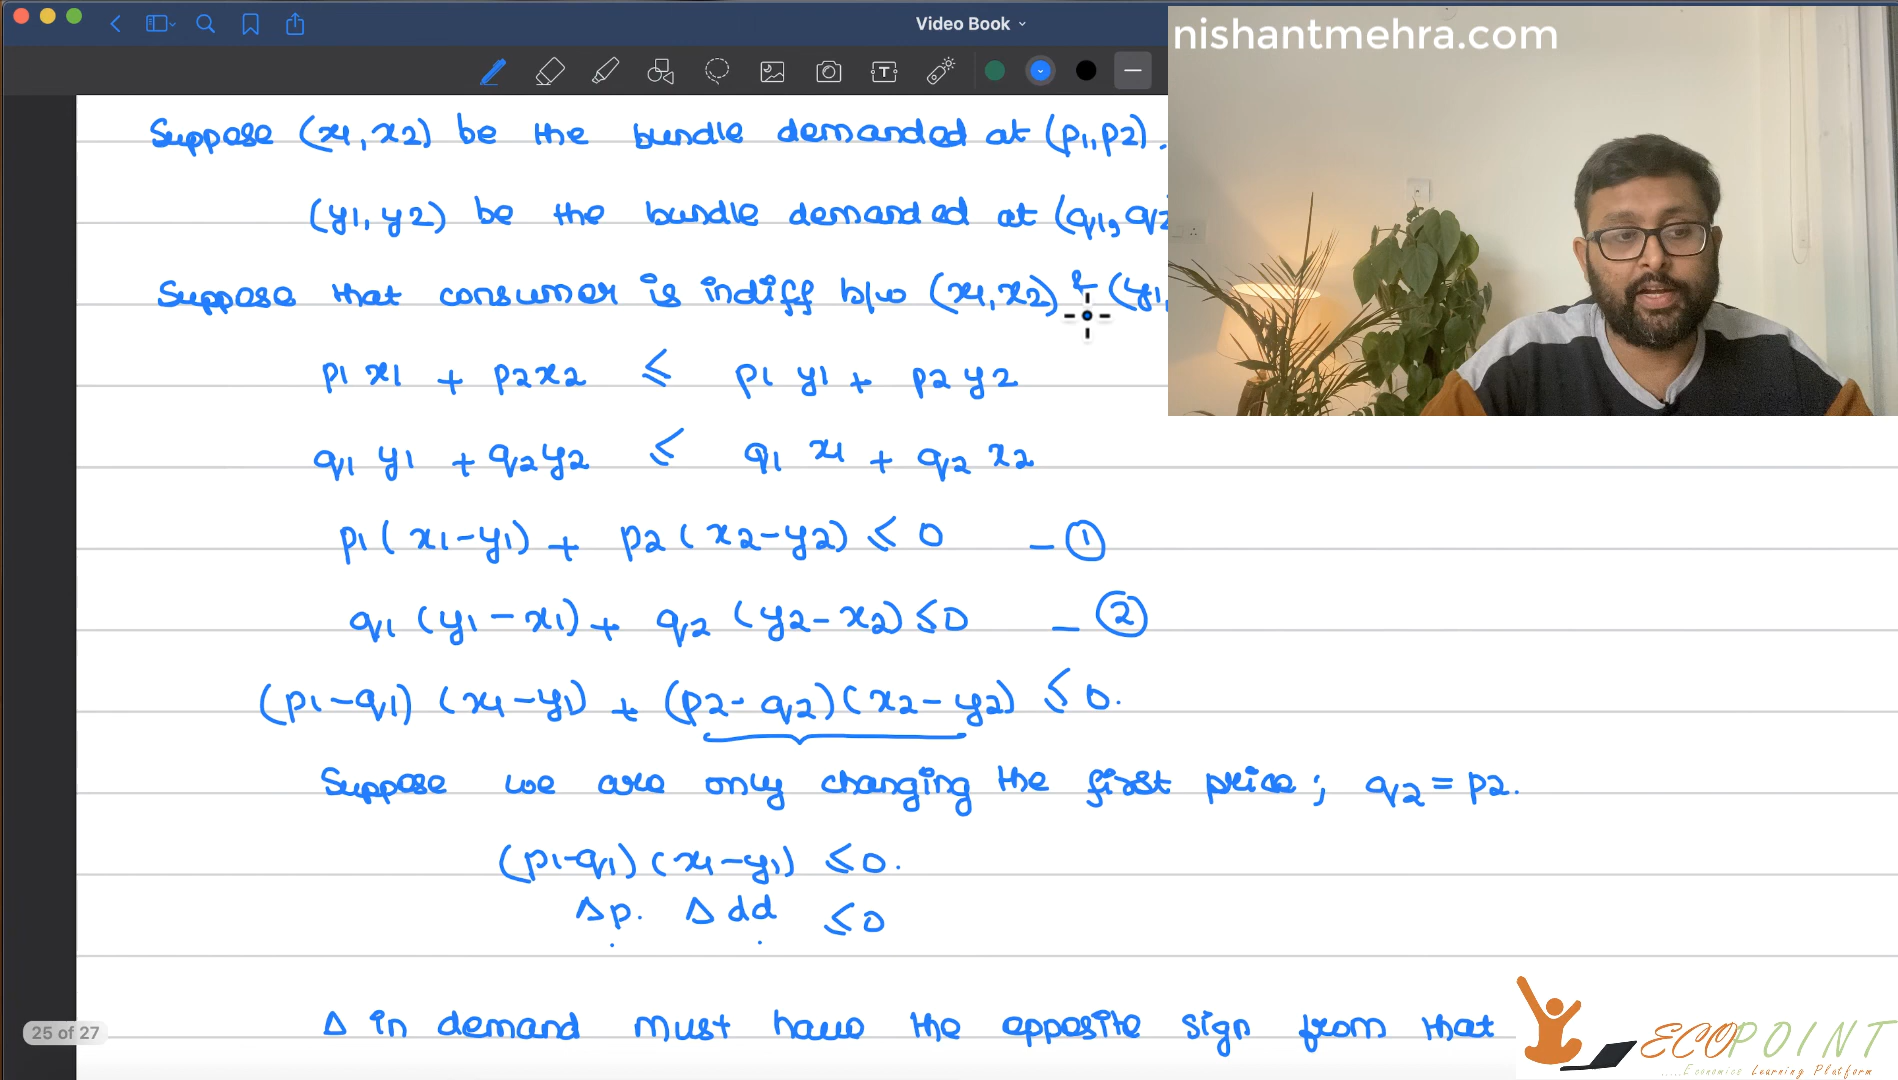 Video Book
nishantmehra.com
Suppose (x1, x2) be the bundle demanded at (p1, p2).
(y1, y2) be the bundle demanded at (q1, q2
Suppose that consumer is indiff b/w (x1, x2) & (y1,
p1 x1 + p2 x2 ≤ p1 y1 + p2 y2
q1 y1 + q2 y2 ≤ q1 x1 + q2 x2
p1 (x1 - y1) + p2 (x2 - y2) ≤ 0 - ①
q1 (y1 - x1) + q2 (y2 - x2) ≤ 0 - ②
(p1 - q1) (x1 - y1) + (p2 - q2) (x2 - y2) ≤ 0.
Suppose we are only changing the first price; q2 = p2.
(p1 - q1) (x1 - y1) ≤ 0.
Δp. Δdd ≤ 0
Δ in demand must have the opposite sign from that
25 of 27
ECOPOINT
.....Economics Learning Platform